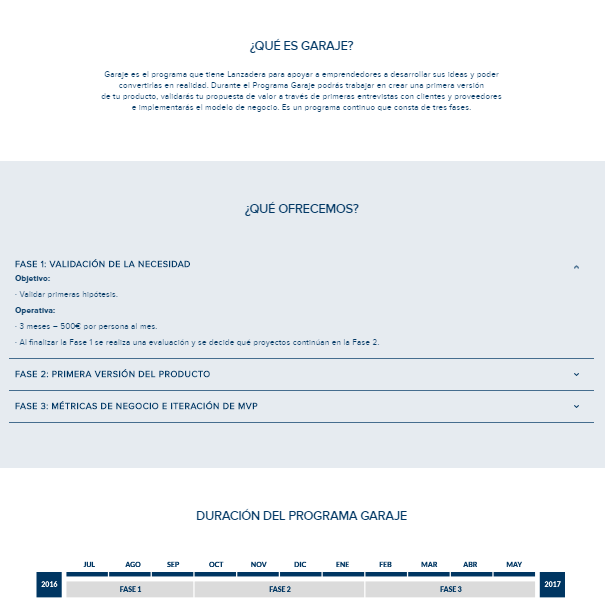 ¿QUÉ ES GARAJE?
Garaje es el programa que tiene Lanzadera para apoyar a emprendedores a desarrollar sus ideas y poder
convertirlas en realidad. Durante el Programa Garaje podrás trabajar en crear una primera versión
de tu producto, validarás tu propuesta de valor a través de primeras entrevistas con clientes y proveedores
e implementarás el modelo de negocio. Es un programa continuo que consta de tres fases.
¿QUÉ OFRECEMOS?
FASE 1: VALIDACIÓN DE LA NECESIDAD
Objetivo:
· Validar primeras hipótesis.
Operativa:
· 3 meses – 500€ por persona al mes.
· Al finalizar la Fase 1 se realiza una evaluación y se decide qué proyectos continúan en la Fase 2.
FASE 2: PRIMERA VERSIÓN DEL PRODUCTO
FASE 3: MÉTRICAS DE NEGOCIO E ITERACIÓN DE MVP
DURACIÓN DEL PROGRAMA GARAJE
JUL AGO SEP OCT NOV DIC ENE FEB MAR ABR MAY
2016 FASE 1 FASE 2 FASE 3 2017